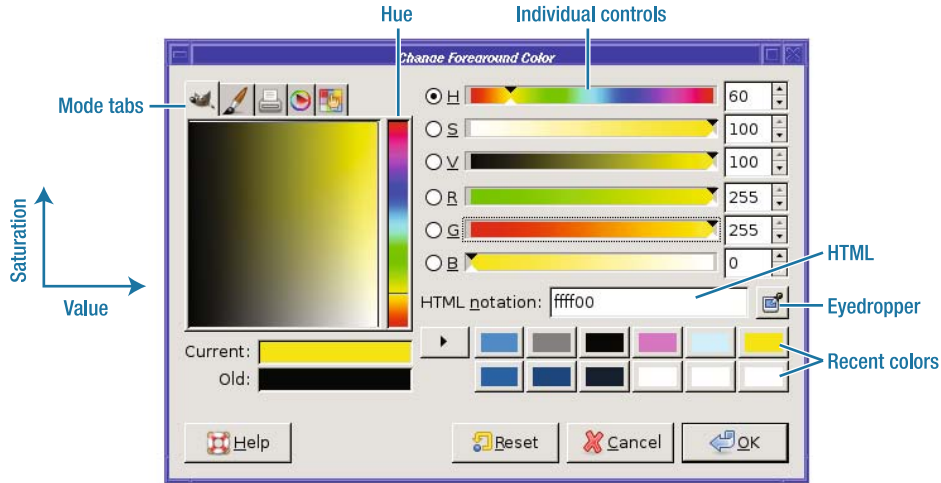 Hue
Individual controls
Change Foreground Color
Mode tabs
H 60
S 100
V 100
R 255
G 255
B 0
Saturation
Value
HTML
HTML notation: ffff00
Eyedropper
Current:
Old:
Recent colors
Help
Reset
Cancel
OK